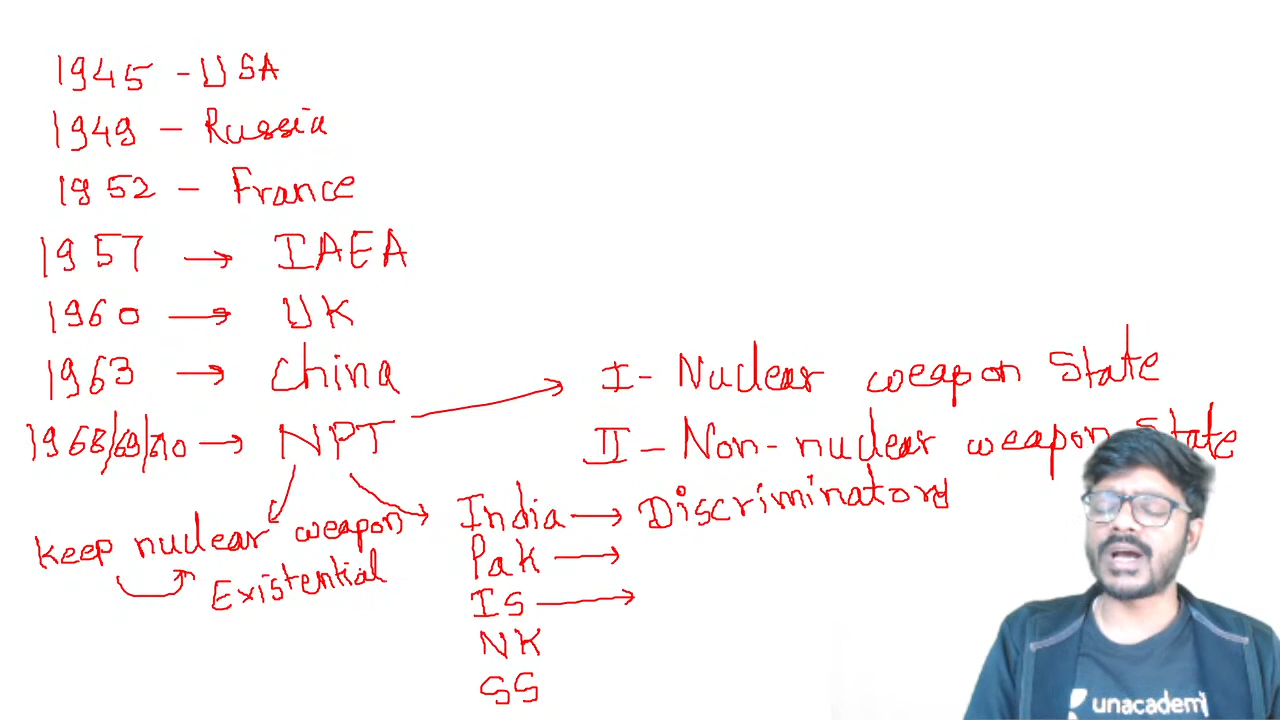 1945 - USA
1949 - Russia
1952 - France
1957 → IAEA
1960 → UK
1963 → China
1968/69/70 → NPT
I - Nuclear weapon State
II - Non-nuclear weapon State
keep nuclear weapon
Existential
India → Discriminatory
Pak →
IS →
NK
SS
unacademy